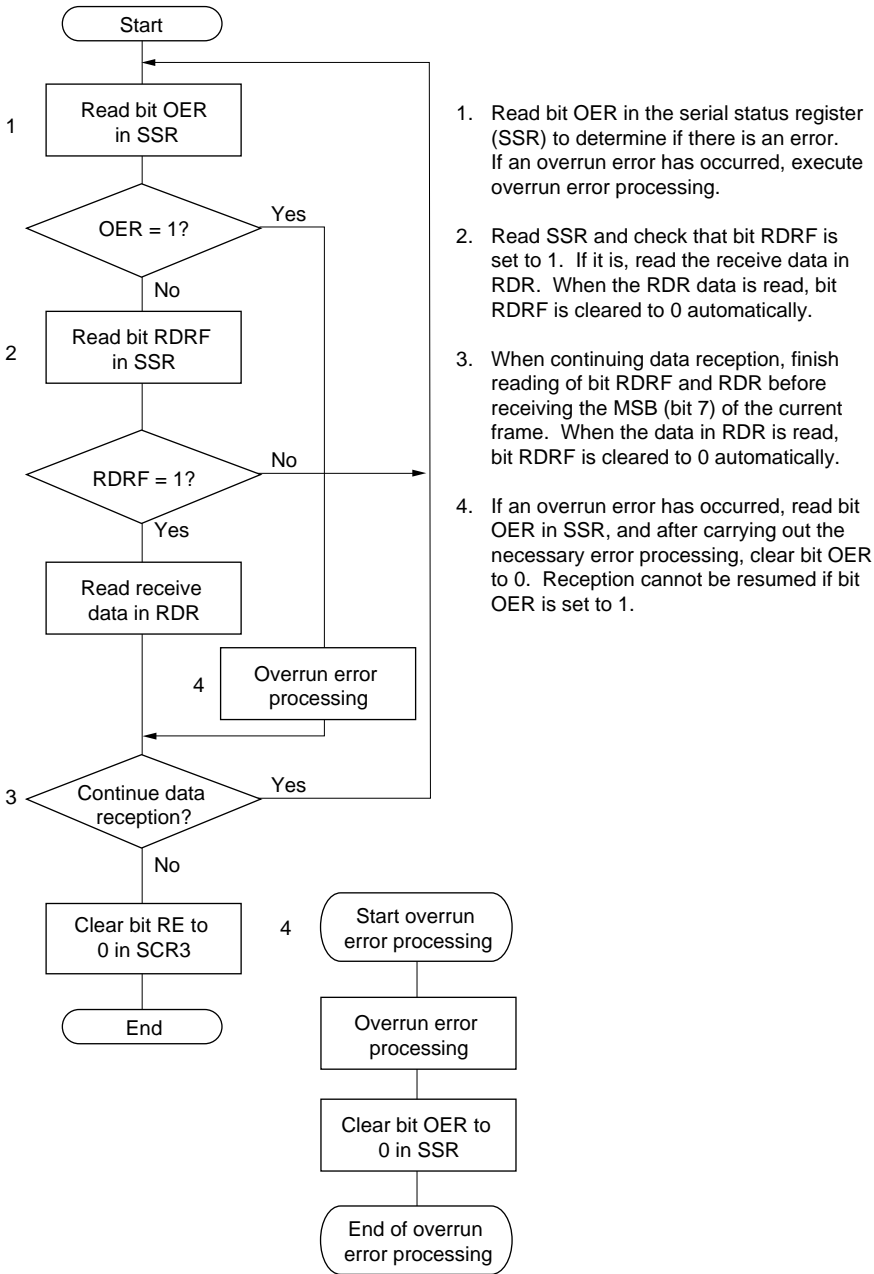 Start
1
Read bit OER
in SSR
OER = 1?
Yes
No
2
Read bit RDRF
in SSR
RDRF = 1?
No
Yes
Read receive
data in RDR
4
Overrun error
processing
3
Continue data
reception?
Yes
No
Clear bit RE to
0 in SCR3
End
4
Start overrun
error processing
Overrun error
processing
Clear bit OER to
0 in SSR
End of overrun
error processing
1. Read bit OER in the serial status register
(SSR) to determine if there is an error.
If an overrun error has occurred, execute
overrun error processing.
2. Read SSR and check that bit RDRF is
set to 1. If it is, read the receive data in
RDR. When the RDR data is read, bit
RDRF is cleared to 0 automatically.
3. When continuing data reception, finish
reading of bit RDRF and RDR before
receiving the MSB (bit 7) of the current
frame. When the data in RDR is read,
bit RDRF is cleared to 0 automatically.
4. If an overrun error has occurred, read bit
OER in SSR, and after carrying out the
necessary error processing, clear bit OER
to 0. Reception cannot be resumed if bit
OER is set to 1.